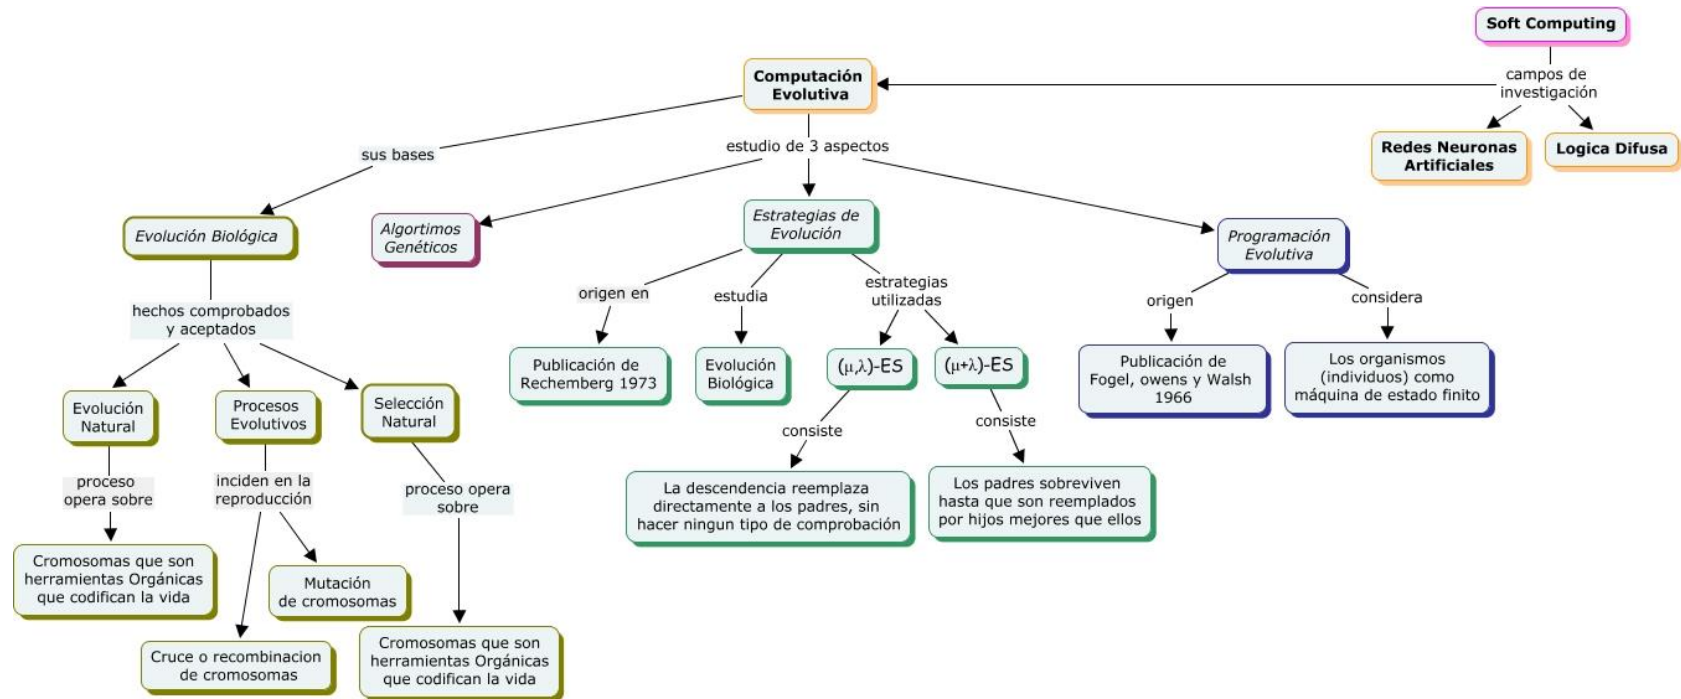 Soft Computing
campos de
investigación
Computación
Evolutiva
Redes Neuronas
Artificiales
Logica Difusa
sus bases
estudio de 3 aspectos
Evolución Biológica
Algortimos
Genéticos
Estrategias de
Evolución
Programación
Evolutiva
hechos comprobados
y aceptados
origen en
estudia
estrategias
utilizadas
origen
considera
Publicación de
Rechemberg 1973
Evolución
Biológica
(μ,λ)-ES
(μ+λ)-ES
Publicación de
Fogel, owens y Walsh
1966
Los organismos
(individuos) como
máquina de estado finito
Evolución
Natural
Procesos
Evolutivos
Selección
Natural
consiste
consiste
proceso
opera sobre
inciden en la
reproducción
proceso opera
sobre
La descendencia reemplaza
directamente a los padres, sin
hacer ningun tipo de comprobación
Los padres sobreviven
hasta que son reemplados
por hijos mejores que ellos
Cromosomas que son
herramientas Orgánicas
que codifican la vida
Mutación
de cromosomas
Cruce o recombinacion
de cromosomas
Cromosomas que son
herramientas Orgánicas
que codifican la vida